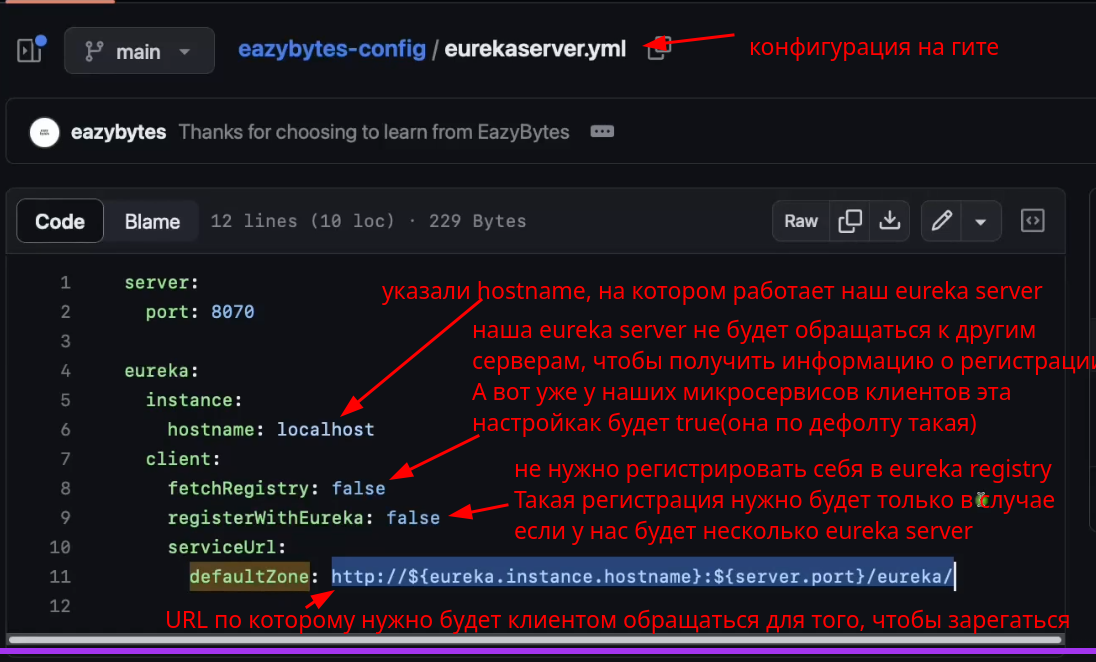 main eazybytes-config / eurekaserver.yml конфигурация на гите
eazybytes Thanks for choosing to learn from EazyBytes
Code Blame 12 lines (10 loc) · 229 Bytes Raw
1 server:
указали hostname, на котором работает наш eureka server
2 port: 8070
3
наша eureka server не будет обращаться к другим
серверам, чтобы получить информацию о регистрации
А вот уже у наших микросервисов клиентов эта
настройкак будет true(она по дефолту такая)
4 eureka:
5 instance:
6 hostname: localhost
7 client:
8 fetchRegistry: false
не нужно регистрировать себя в eureka registry
Такая регистрация нужно будет только в случае
если у нас будет несколько eureka server
9 registerWithEureka: false
10 serviceUrl:
11 defaultZone: http://${eureka.instance.hostname}:${server.port}/eureka/
12
URL по которому нужно будет клиентом обращаться для того, чтобы зарегаться